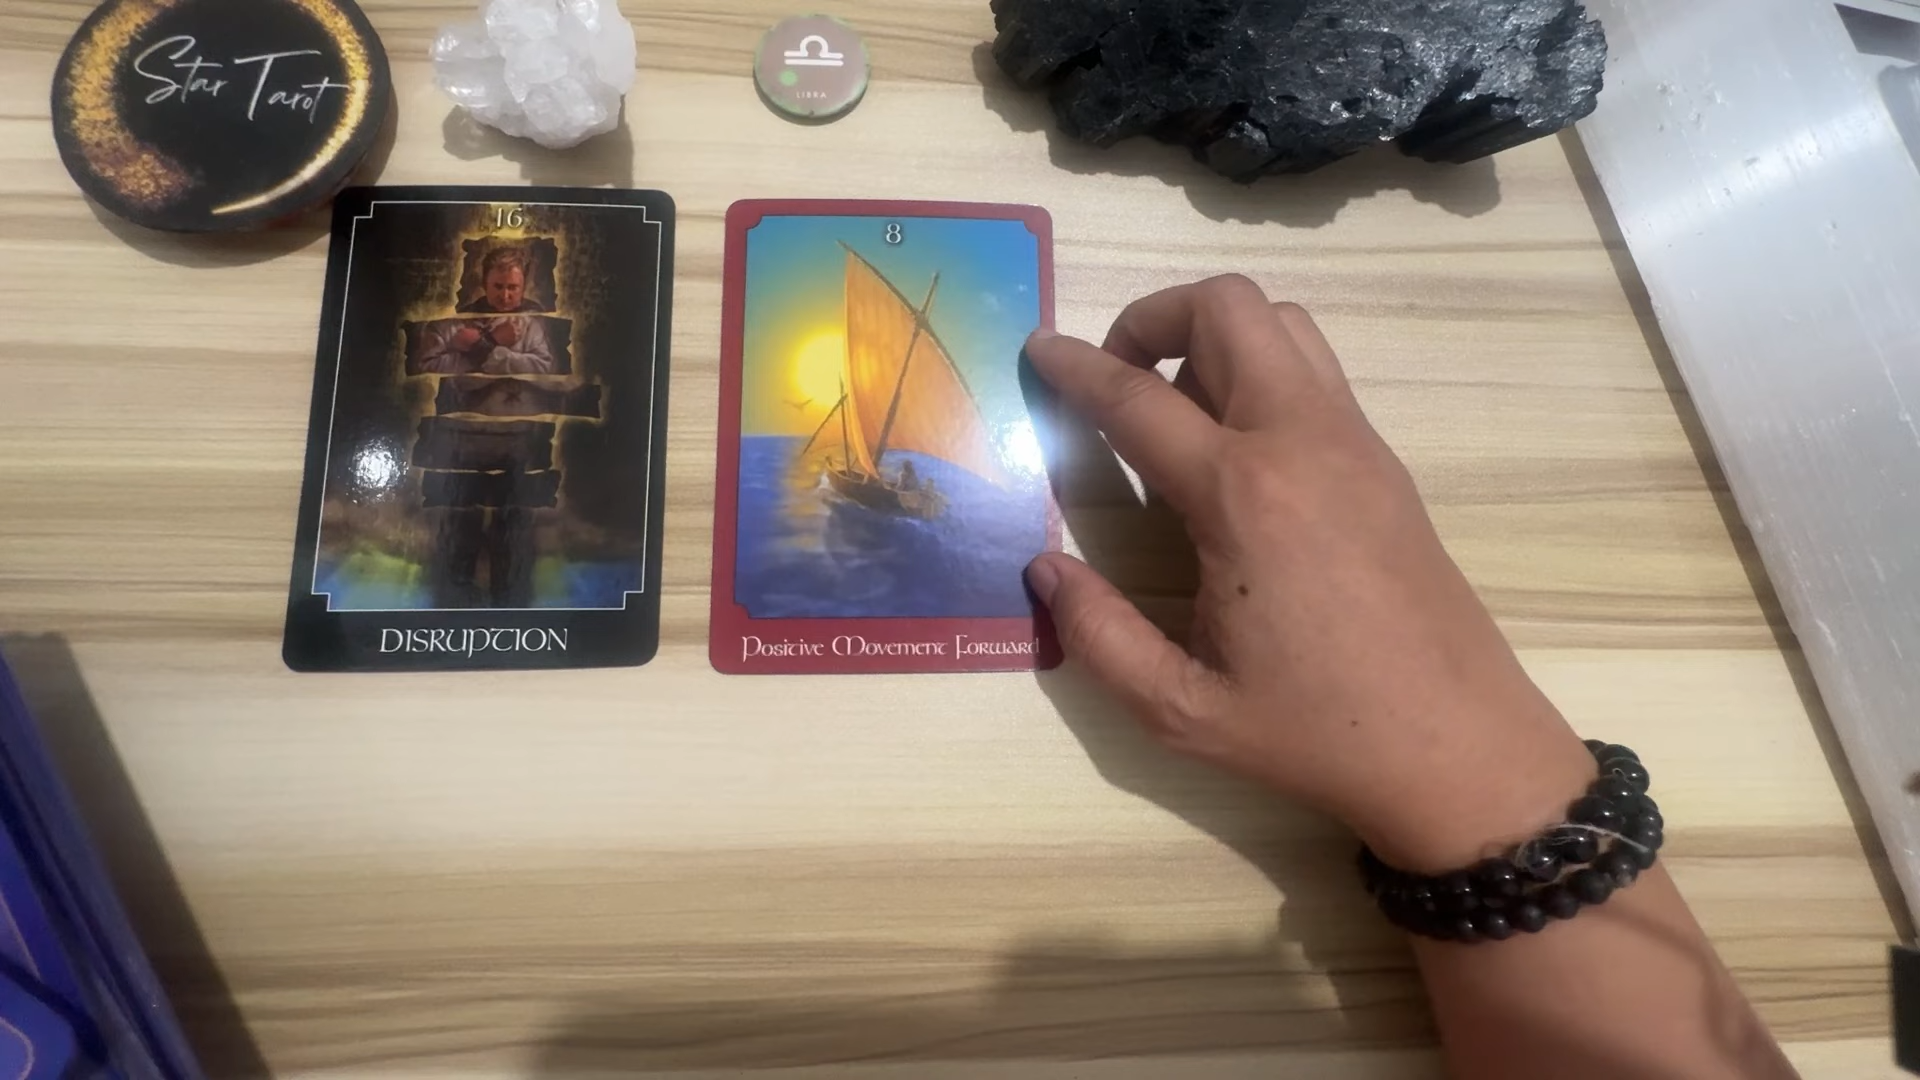 Star Tarot
LIBRA
16
DISRUPTION
8
Positive Movement Forward